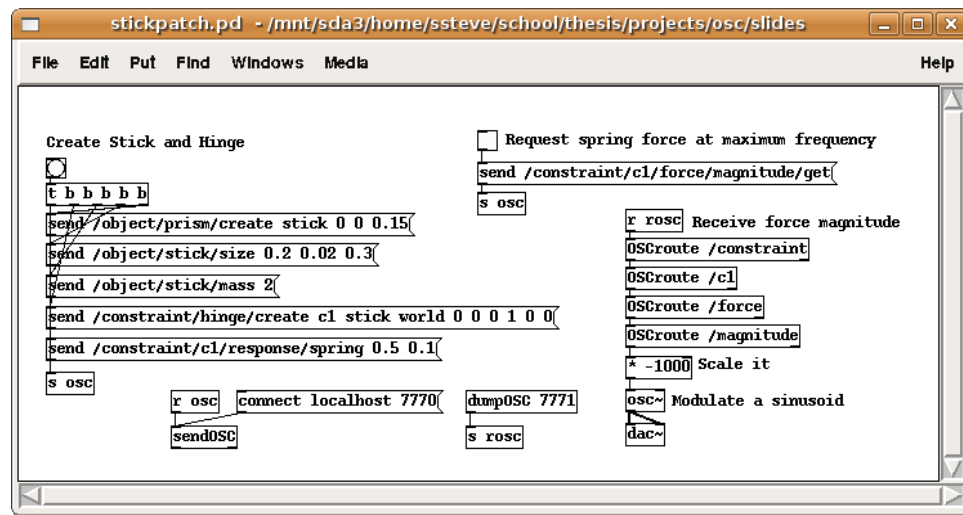 stickpatch.pd - /mnt/sda3/home/ssteve/school/thesis/projects/osc/slides
File Edit Put Find Windows Media Help
Create Stick and Hinge
t b b b b b
send /object/prism/create stick 0 0 0.15
send /object/stick/size 0.2 0.02 0.3
send /object/stick/mass 2
send /constraint/hinge/create c1 stick world 0 0 0 1 0 0
send /constraint/c1/response/spring 0.5 0.1
s osc
r osc
connect localhost 7770
sendOSC
dumpOSC 7771
s rosc
Request spring force at maximum frequency
send /constraint/c1/force/magnitude/get
s osc
r rosc Receive force magnitude
OSCroute /constraint
OSCroute /c1
OSCroute /force
OSCroute /magnitude
* -1000 Scale it
osc~ Modulate a sinusoid
dac~